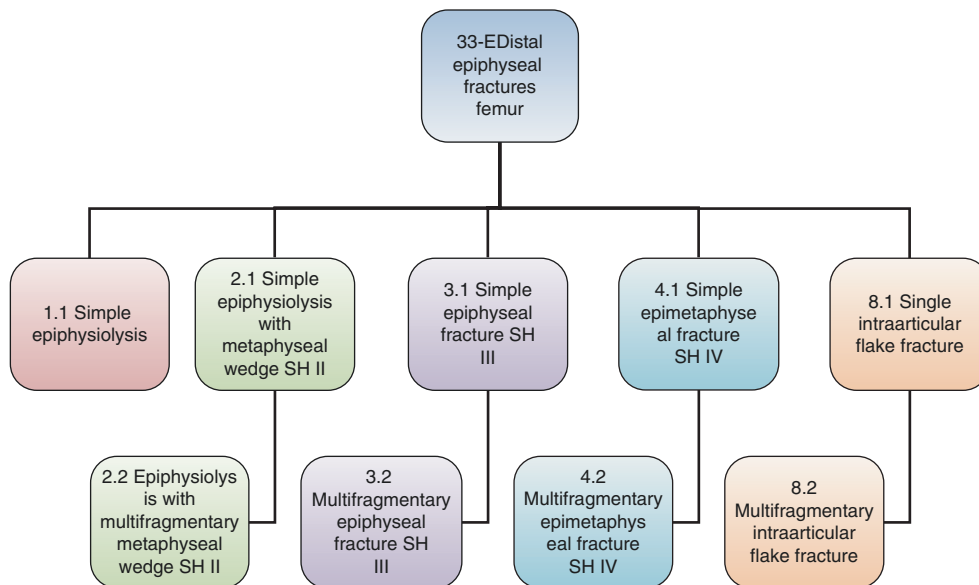 33-EDistal
epiphyseal
fractures
femur
1.1 Simple
epiphysiolysis
2.1 Simple
epiphysiolysis
with
metaphyseal
wedge SH II
3.1 Simple
epiphyseal
fracture SH
III
4.1 Simple
epimetaphyse
al fracture
SH IV
8.1 Single
intraarticular
flake fracture
2.2 Epiphysiolys
is with
multifragmentary
metaphyseal
wedge SH II
3.2
Multifragmentary
epiphyseal
fracture SH
III
4.2
Multifragmentary
epimetaphys
eal fracture
SH IV
8.2
Multifragmentary
intraarticular
flake fracture